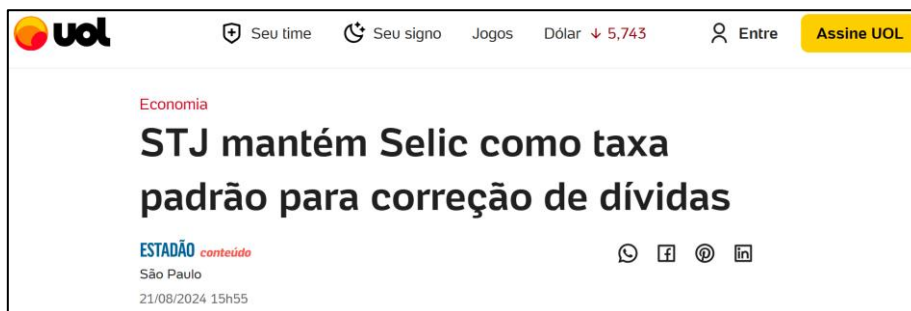 uol Seu time Seu signo Jogos Dólar ↓ 5,743 Entre Assine UOL
Economia
STJ mantém Selic como taxa
padrão para correção de dívidas
ESTADÃO conteúdo
São Paulo
21/08/2024 15h55